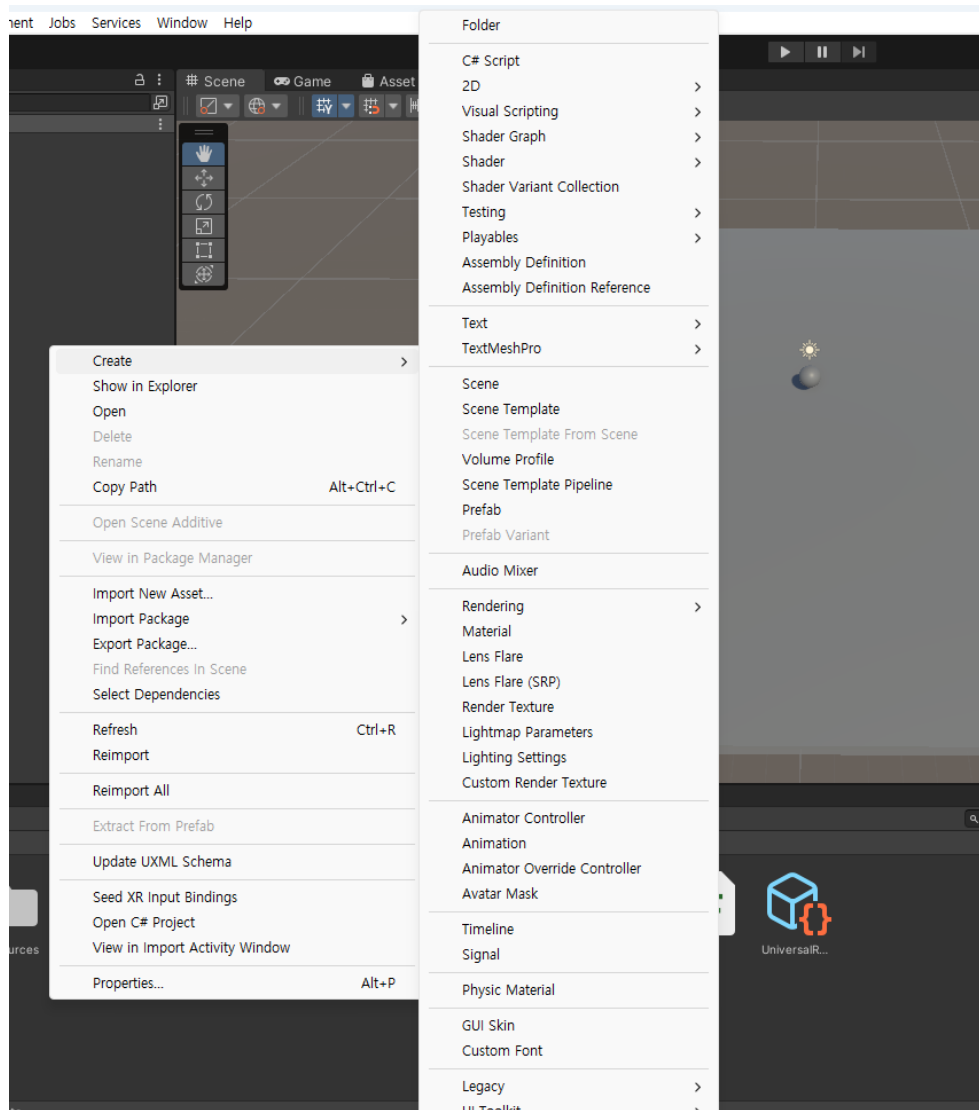 Jobs Services Window Help
Scene Game Asset
Create
Show in Explorer
Open
Delete
Rename
Copy Path Alt+Ctrl+C
Open Scene Additive
View in Package Manager
Import New Asset...
Import Package
Export Package...
Find References In Scene
Select Dependencies
Refresh Ctrl+R
Reimport
Reimport All
Extract From Prefab
Update UXML Schema
Seed XR Input Bindings
Open C# Project
View in Import Activity Window
Properties... Alt+P
Folder
C# Script
2D
Visual Scripting
Shader Graph
Shader
Shader Variant Collection
Testing
Playables
Assembly Definition
Assembly Definition Reference
Text
TextMeshPro
Scene
Scene Template
Scene Template From Scene
Volume Profile
Scene Template Pipeline
Prefab
Prefab Variant
Audio Mixer
Rendering
Material
Lens Flare
Lens Flare (SRP)
Render Texture
Lightmap Parameters
Lighting Settings
Custom Render Texture
Animator Controller
Animation
Animator Override Controller
Avatar Mask
Timeline
Signal
Physic Material
GUI Skin
Custom Font
Legacy
UI Toolkit
UniversalR...